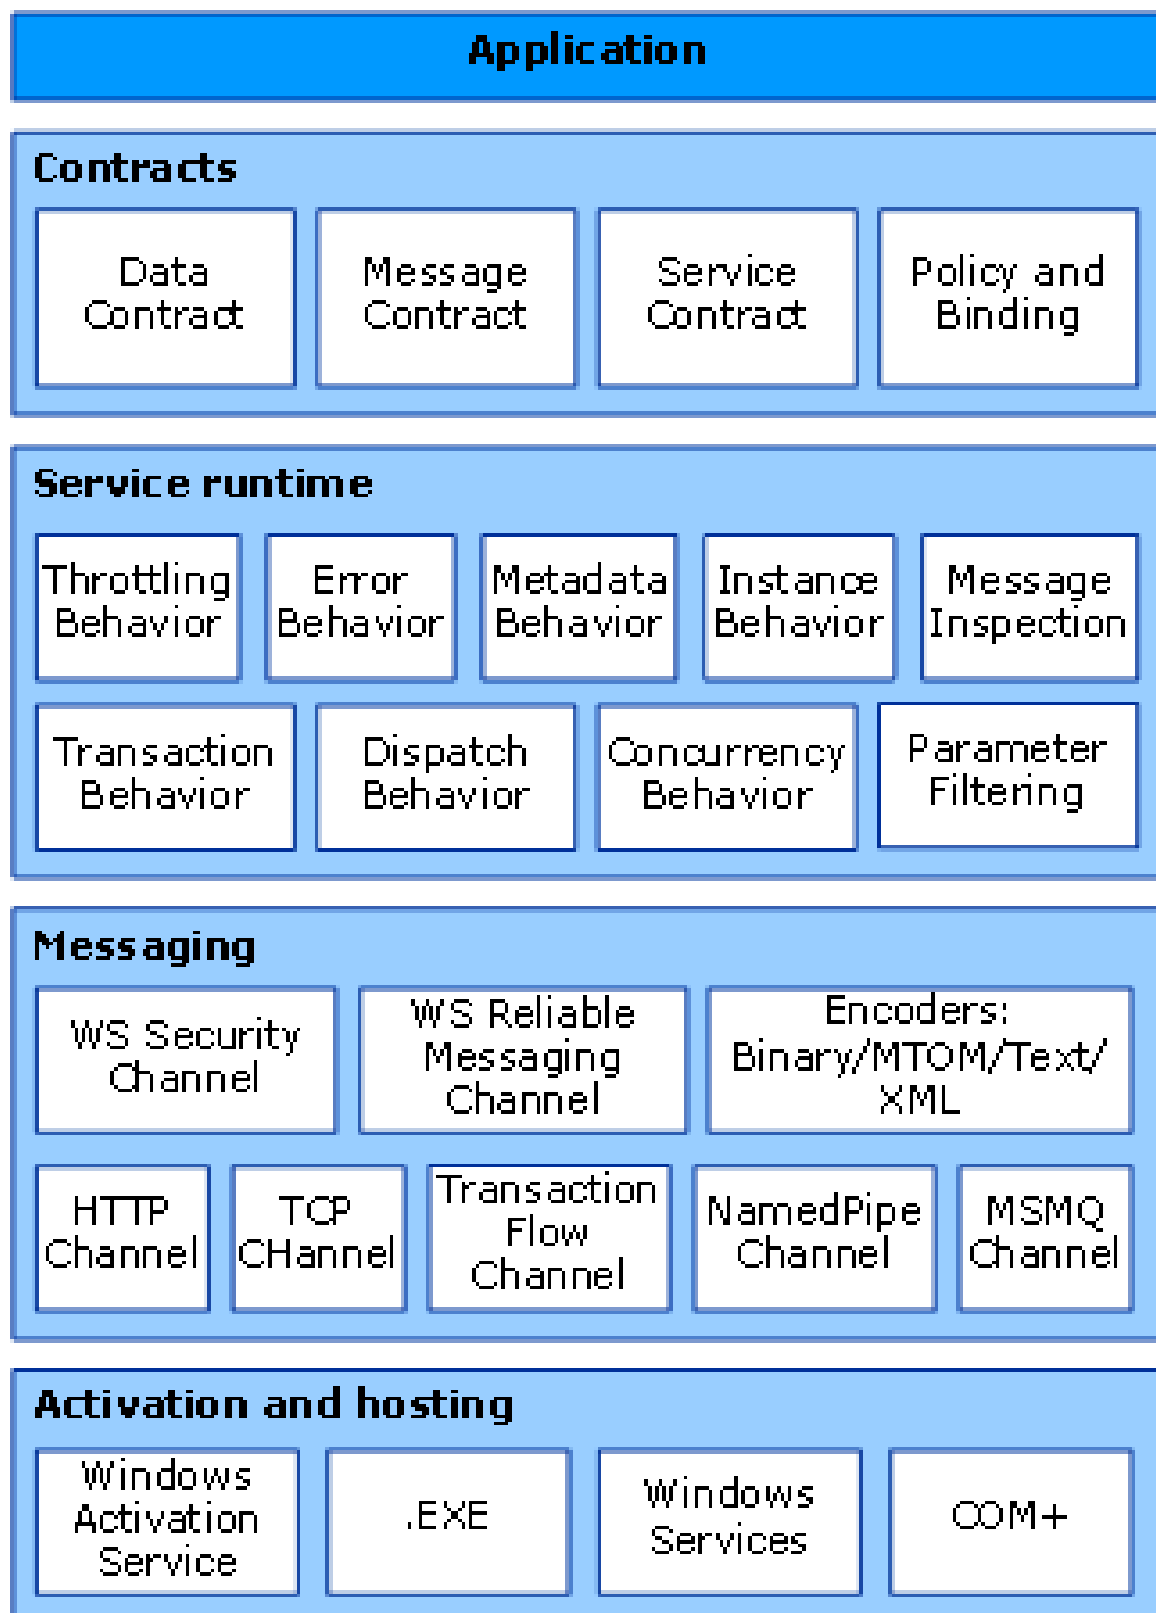 Application
Contracts
Data
Contract
Message
Contract
Service
Contract
Policy and
Binding
Service runtime
Throttling
Behavior
Error
Behavior
Metadata
Behavior
Instance
Behavior
Message
Inspection
Transaction
Behavior
Dispatch
Behavior
Concurrency
Behavior
Parameter
Filtering
Messaging
WS Security
Channel
WS Reliable
Messaging
Channel
Encoders:
Binary/MTOM/Text/
XML
HTTP
Channel
TCP
CHannel
Transaction
Flow
Channel
NamedPipe
Channel
MSMQ
Channel
Activation and hosting
Windows
Activation
Service
.EXE
Windows
Services
COM+